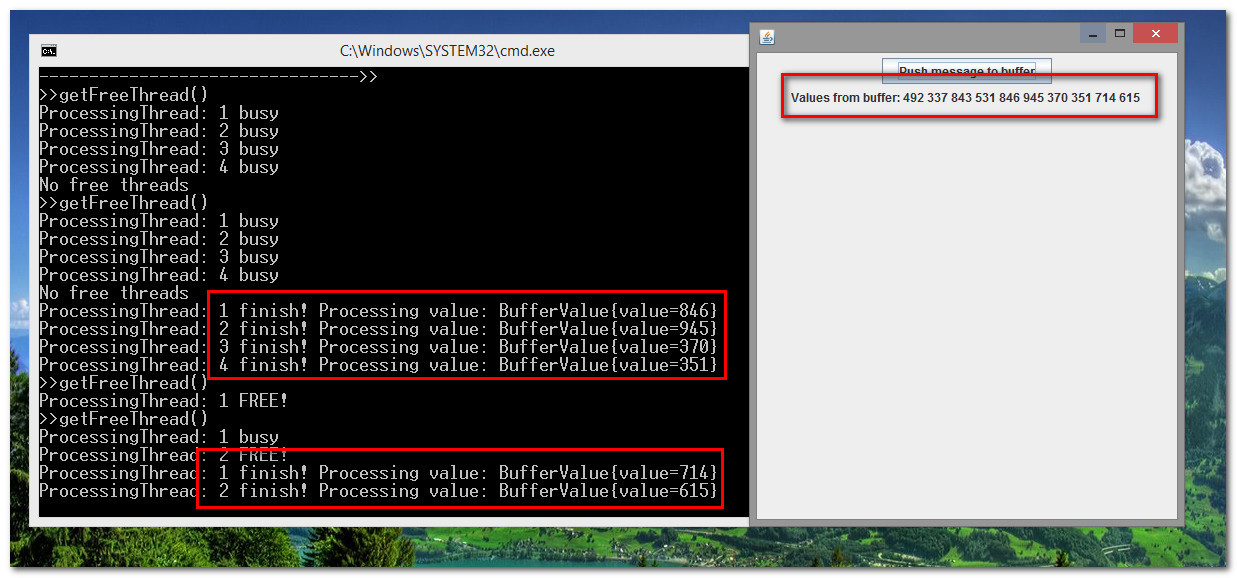 C:\Windows\SYSTEM32\cmd.exe
-------------------------------->>
>>getFreeThread()
ProcessingThread: 1 busy
ProcessingThread: 2 busy
ProcessingThread: 3 busy
ProcessingThread: 4 busy
No free threads
>>getFreeThread()
ProcessingThread: 1 busy
ProcessingThread: 2 busy
ProcessingThread: 3 busy
ProcessingThread: 4 busy
No free threads
ProcessingThread: 1 finish! Processing value: BufferValue{value=846}
ProcessingThread: 2 finish! Processing value: BufferValue{value=945}
ProcessingThread: 3 finish! Processing value: BufferValue{value=370}
ProcessingThread: 4 finish! Processing value: BufferValue{value=351}
>>getFreeThread()
ProcessingThread: 1 FREE!
>>getFreeThread()
ProcessingThread: 1 busy
ProcessingThread: 2 FREE!
ProcessingThread: 1 finish! Processing value: BufferValue{value=714}
ProcessingThread: 2 finish! Processing value: BufferValue{value=615}
Push message to buffer
Values from buffer: 492 337 843 531 846 945 370 351 714 615